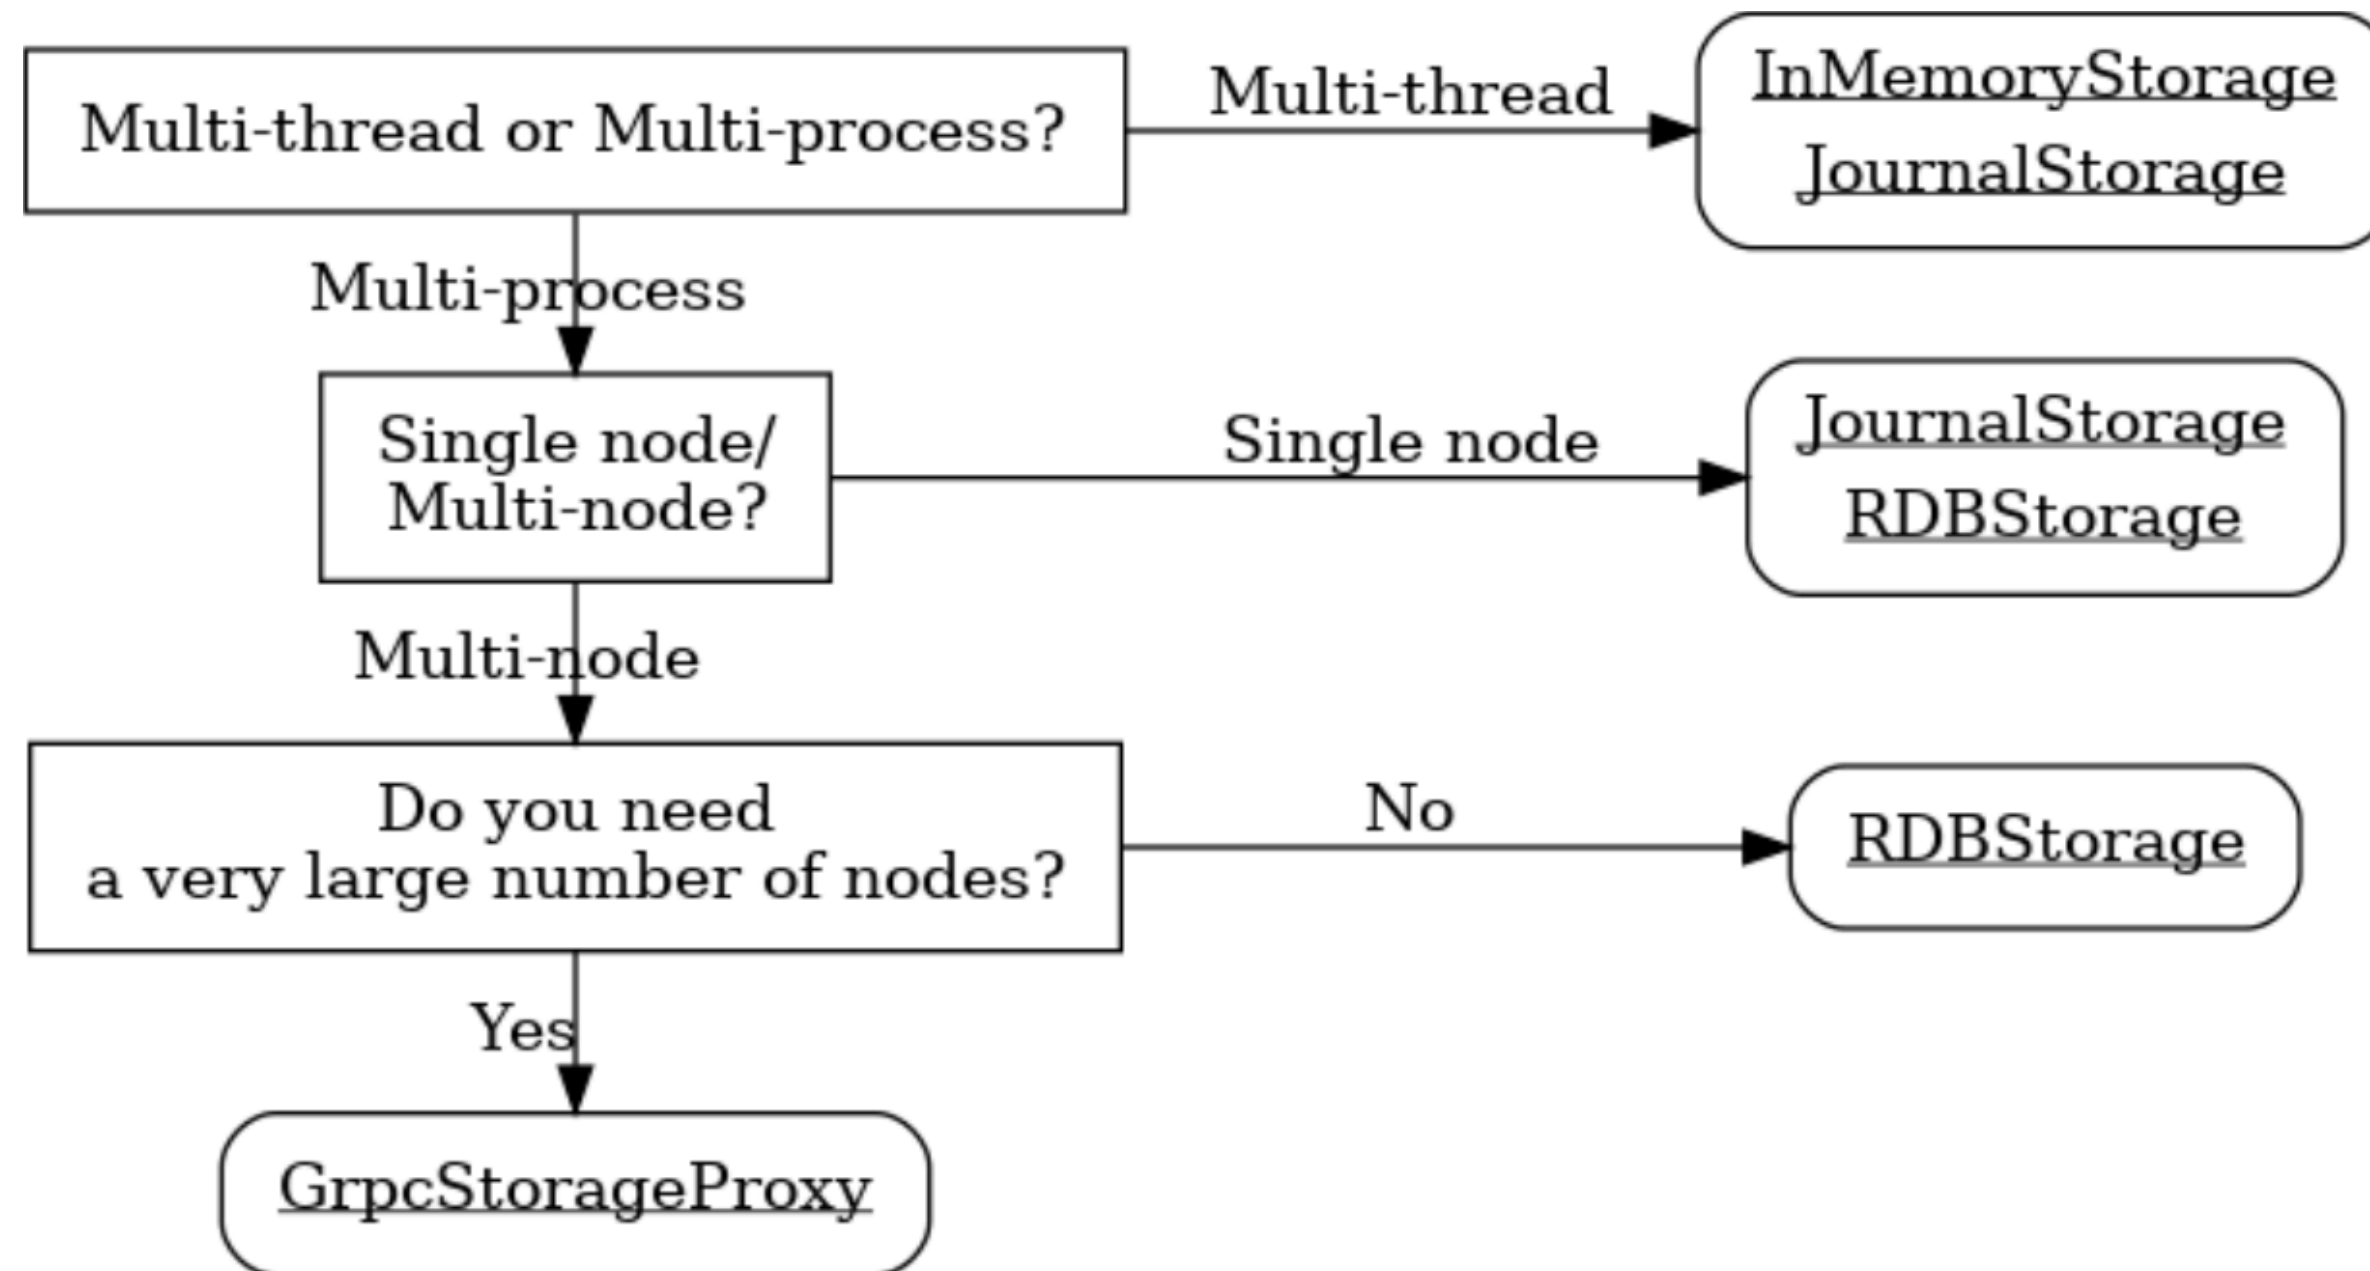 Multi-thread or Multi-process?
Multi-thread
InMemoryStorage
JournalStorage
Multi-process
Single node/
Multi-node?
Single node
JournalStorage
RDBStorage
Multi-node
Do you need
a very large number of nodes?
No
RDBStorage
Yes
GrpcStorageProxy